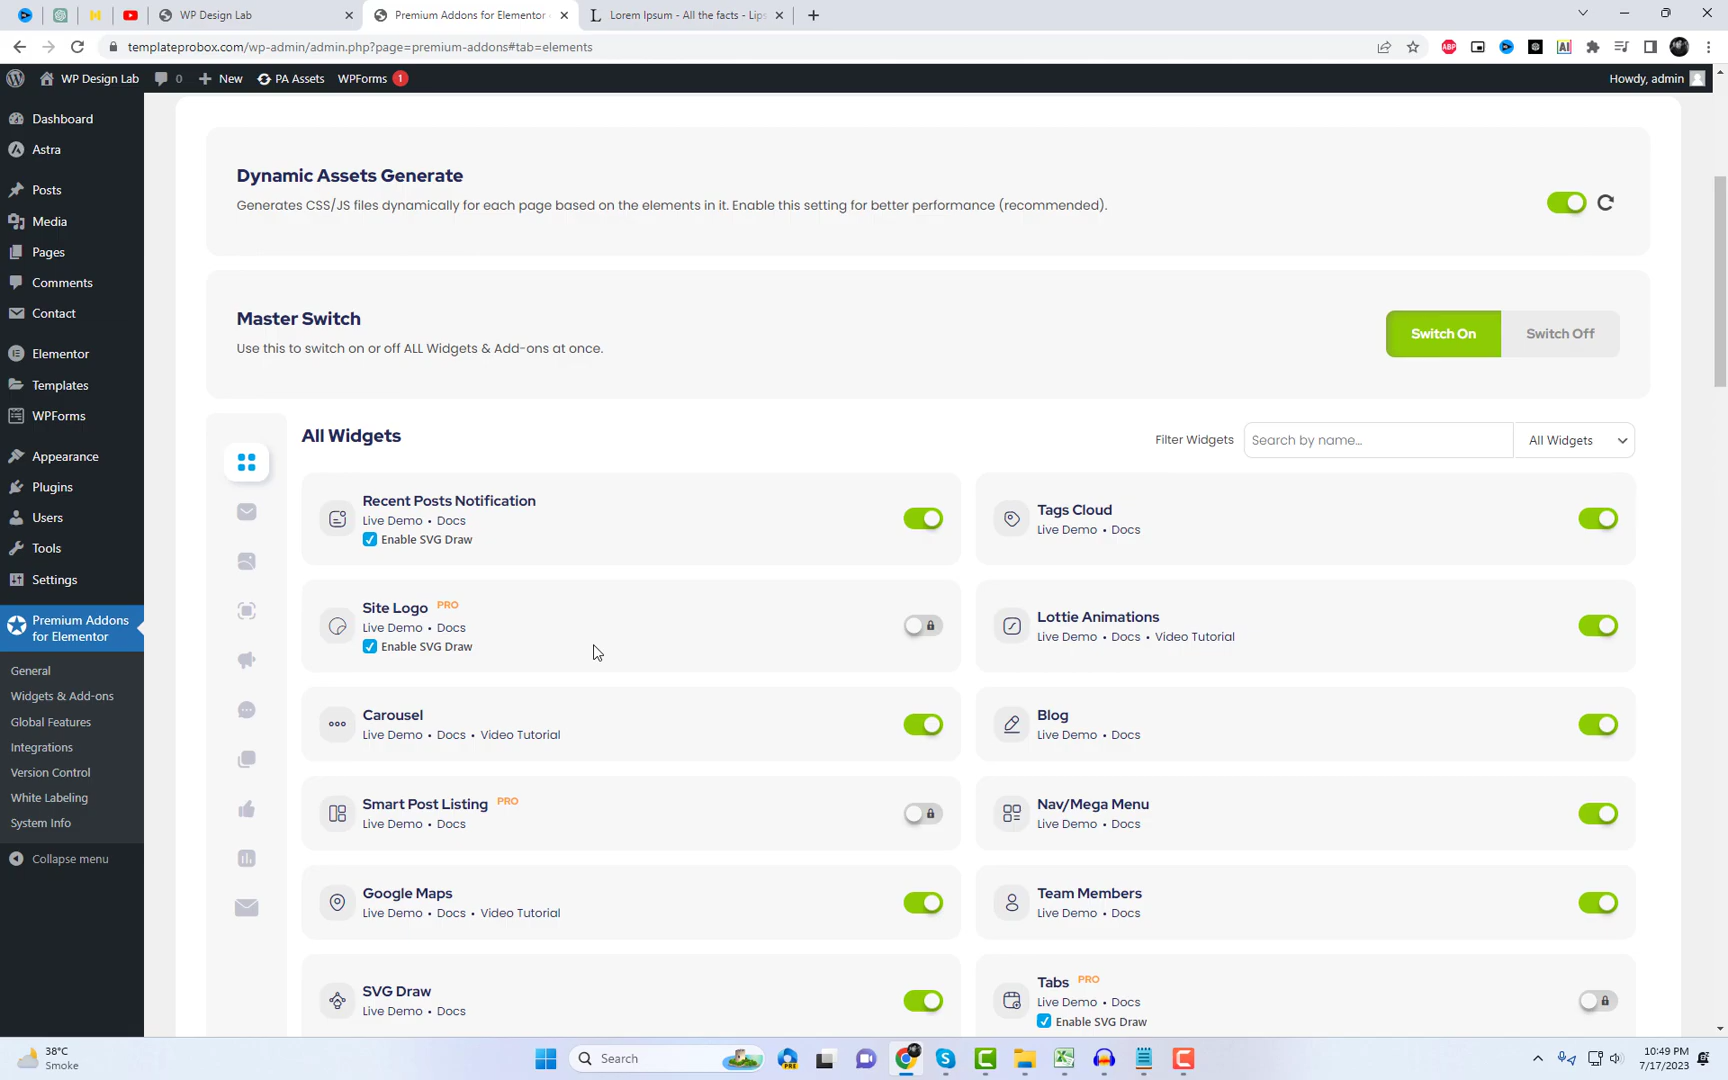 WP Design Lab
Premium Addons for Elementor
Lorem Ipsum - All the facts - Lips
templateprobox.com/wp-admin/admin.php?page=premium-addons#tab=elements
WP Design Lab
0
New
PA Assets
WPForms 1
Howdy, admin
Dashboard
Astra
Posts
Media
Pages
Comments
Contact
Elementor
Templates
WPForms
Appearance
Plugins
Users
Tools
Settings
Premium Addons
for Elementor
General
Widgets & Add-ons
Global Features
Integrations
Version Control
White Labeling
System Info
Collapse menu
Dynamic Assets Generate
Generates CSS/JS files dynamically for each page based on the elements in it. Enable this setting for better performance (recommended).
Master Switch
Use this to switch on or off ALL Widgets & Add-ons at once.
Switch On
Switch Off
All Widgets
Filter Widgets
Search by name...
All Widgets
Recent Posts Notification
Live Demo • Docs
Enable SVG Draw
Tags Cloud
Live Demo • Docs
Site Logo PRO
Live Demo • Docs
Enable SVG Draw
Lottie Animations
Live Demo • Docs • Video Tutorial
Carousel
Live Demo • Docs • Video Tutorial
Blog
Live Demo • Docs
Smart Post Listing PRO
Live Demo • Docs
Nav/Mega Menu
Live Demo • Docs
Google Maps
Live Demo • Docs • Video Tutorial
Team Members
Live Demo • Docs
SVG Draw
Live Demo • Docs
Tabs PRO
Live Demo • Docs
Enable SVG Draw
38°C
Smoke
Search
PRE
10:49 PM
7/17/2023